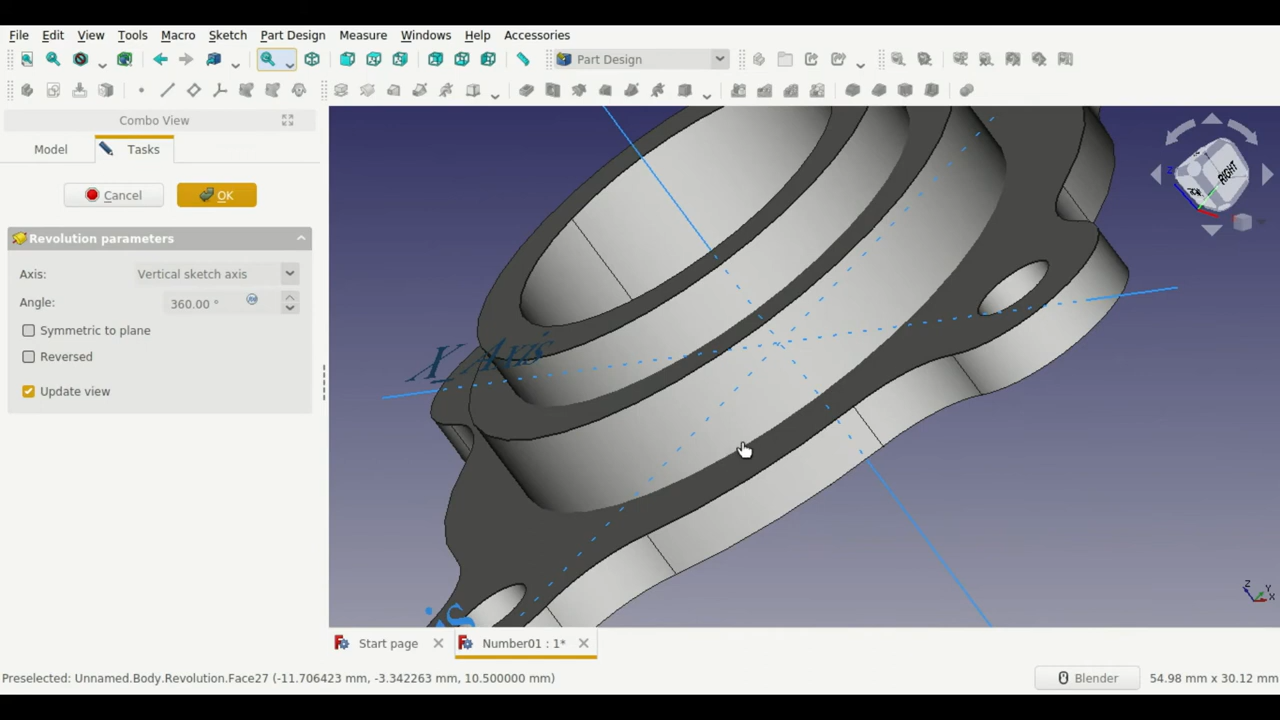 File Edit View Tools Macro Sketch Part Design Measure Windows Help Accessories
Part Design
Combo View
Model Tasks
Cancel OK
Revolution parameters
Axis: Vertical sketch axis
Angle: 360.00 °
Symmetric to plane
Reversed
Update view
RIGHT
X_Axis
is
Z
Y
X
Start page Number01 : 1*
Preselected: Unnamed.Body.Revolution.Face27 (-11.706423 mm, -3.342263 mm, 10.500000 mm) Blender 54.98 mm x 30.12 mm